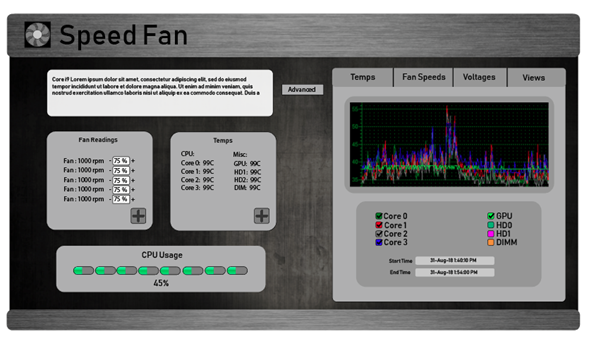 Speed Fan
Core i9 Lorem ipsum dolor sit amet, consectetur adipiscing elit, sed do eiusmod
tempor incididunt ut labore et dolore magna aliqua. Ut enim ad minim veniam, quis
nostrud exercitation ullamco laboris nisi ut aliquip ex ea commodo consequat. Duis a
Advanced
Temps Fan Speeds Voltages Views
Fan Readings
Fan : 1000 rpm - 75 % +
Fan : 1000 rpm - 75 % +
Fan : 1000 rpm - 75 % +
Fan : 1000 rpm - 75 % +
Fan : 1000 rpm - 75 % +
Temps
CPU: Misc:
Core 0: 99C GPU: 99C
Core 1: 99C HD1: 99C
Core 2: 99C HD2: 99C
Core 3: 99C DIM: 99C
CPU Usage
45%
Core 0 GPU
Core 1 HD0
Core 2 HD1
Core 3 DIMM
Start Time 31-Aug-18 1:40:10 PM
End Time 31-Aug-18 1:56:00 PM